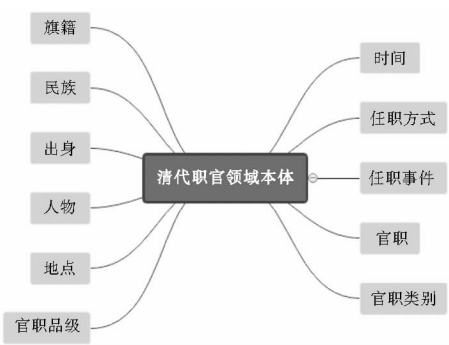 旗籍
民族
出身
人物
地点
官职品级
清代职官领域本体
时间
任职方式
任职事件
官职
官职类别